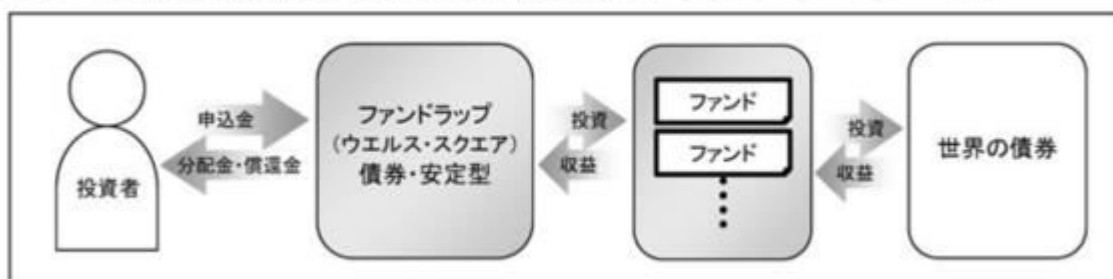 投資者
申込金
分配金・償還金
ファンドラップ
(ウエルス・スクエア)
債券・安定型
投資
収益
ファンド
ファンド
投資
収益
世界の債券